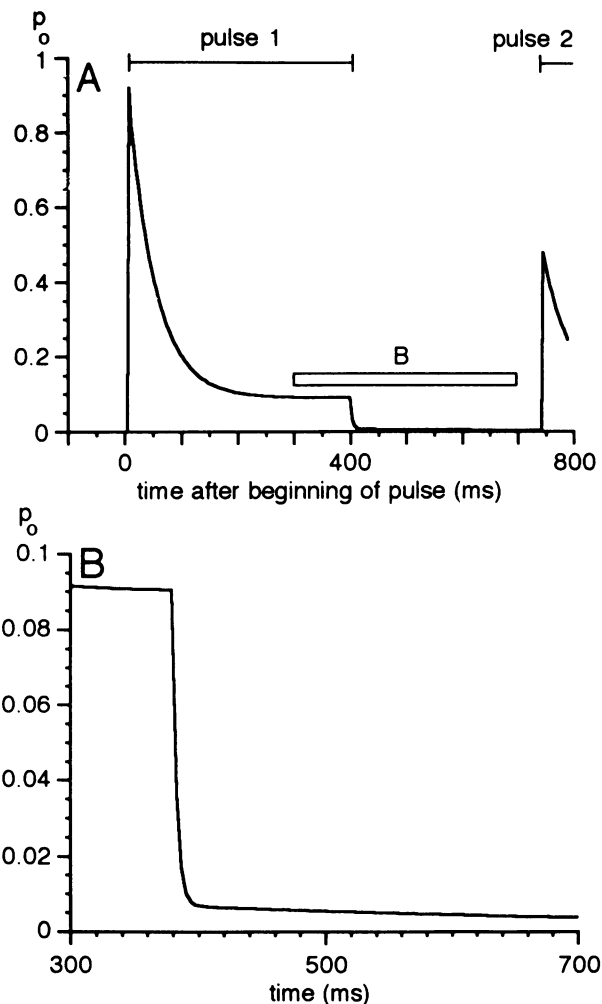 p
o
pulse 1
pulse 2
1
A
0.8
0.6
0.4
B
0.2
0
0 400 800
time after beginning of pulse (ms)
p
o
0.1
B
0.08
0.06
0.04
0.02
0
300 500 700
time (ms)